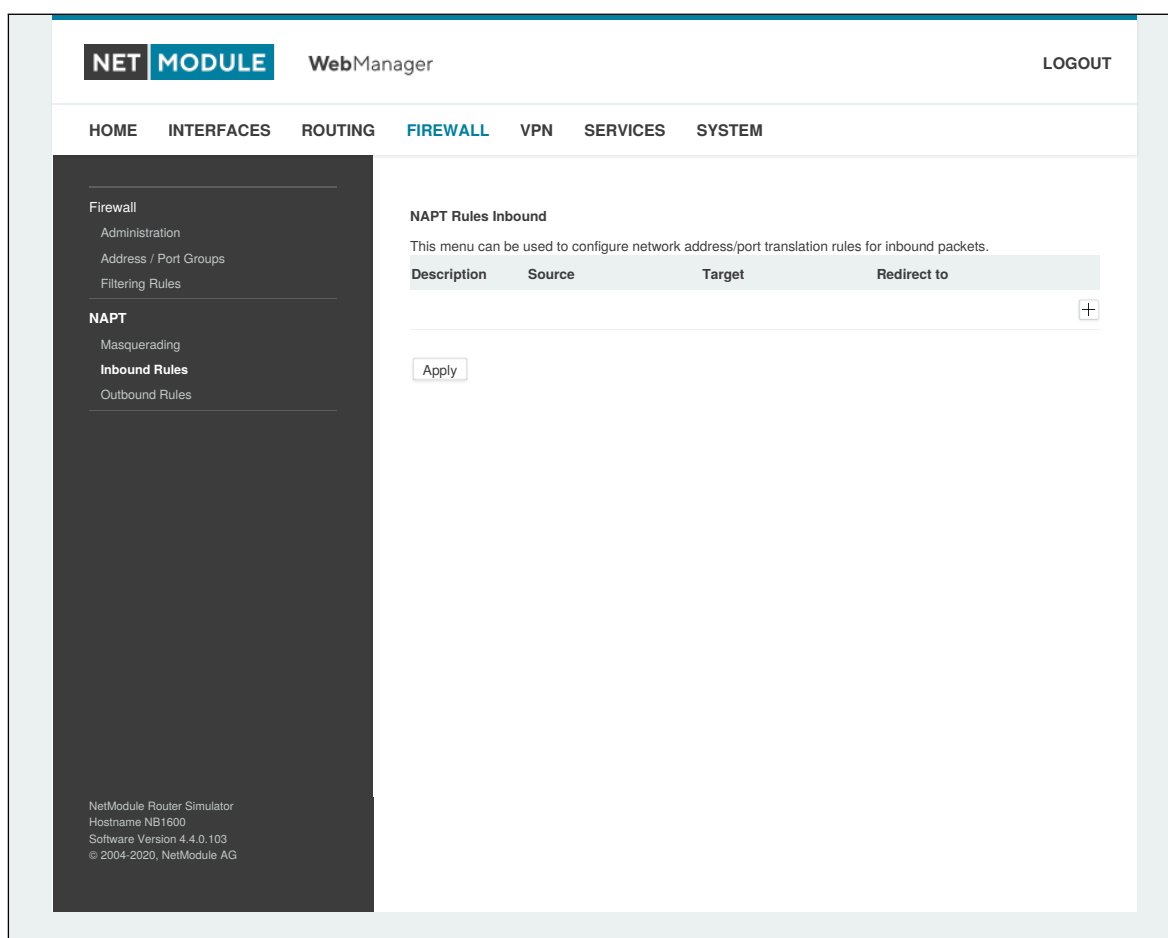 NET MODULE WebManager LOGOUT
HOME INTERFACES ROUTING FIREWALL VPN SERVICES SYSTEM
Firewall
Administration
Address / Port Groups
Filtering Rules
NAPT
Masquerading
Inbound Rules
Outbound Rules
NAPT Rules Inbound
This menu can be used to configure network address/port translation rules for inbound packets.
Description Source Target Redirect to
Apply
NetModule Router Simulator
Hostname NB1600
Software Version 4.4.0.103
© 2004-2020, NetModule AG